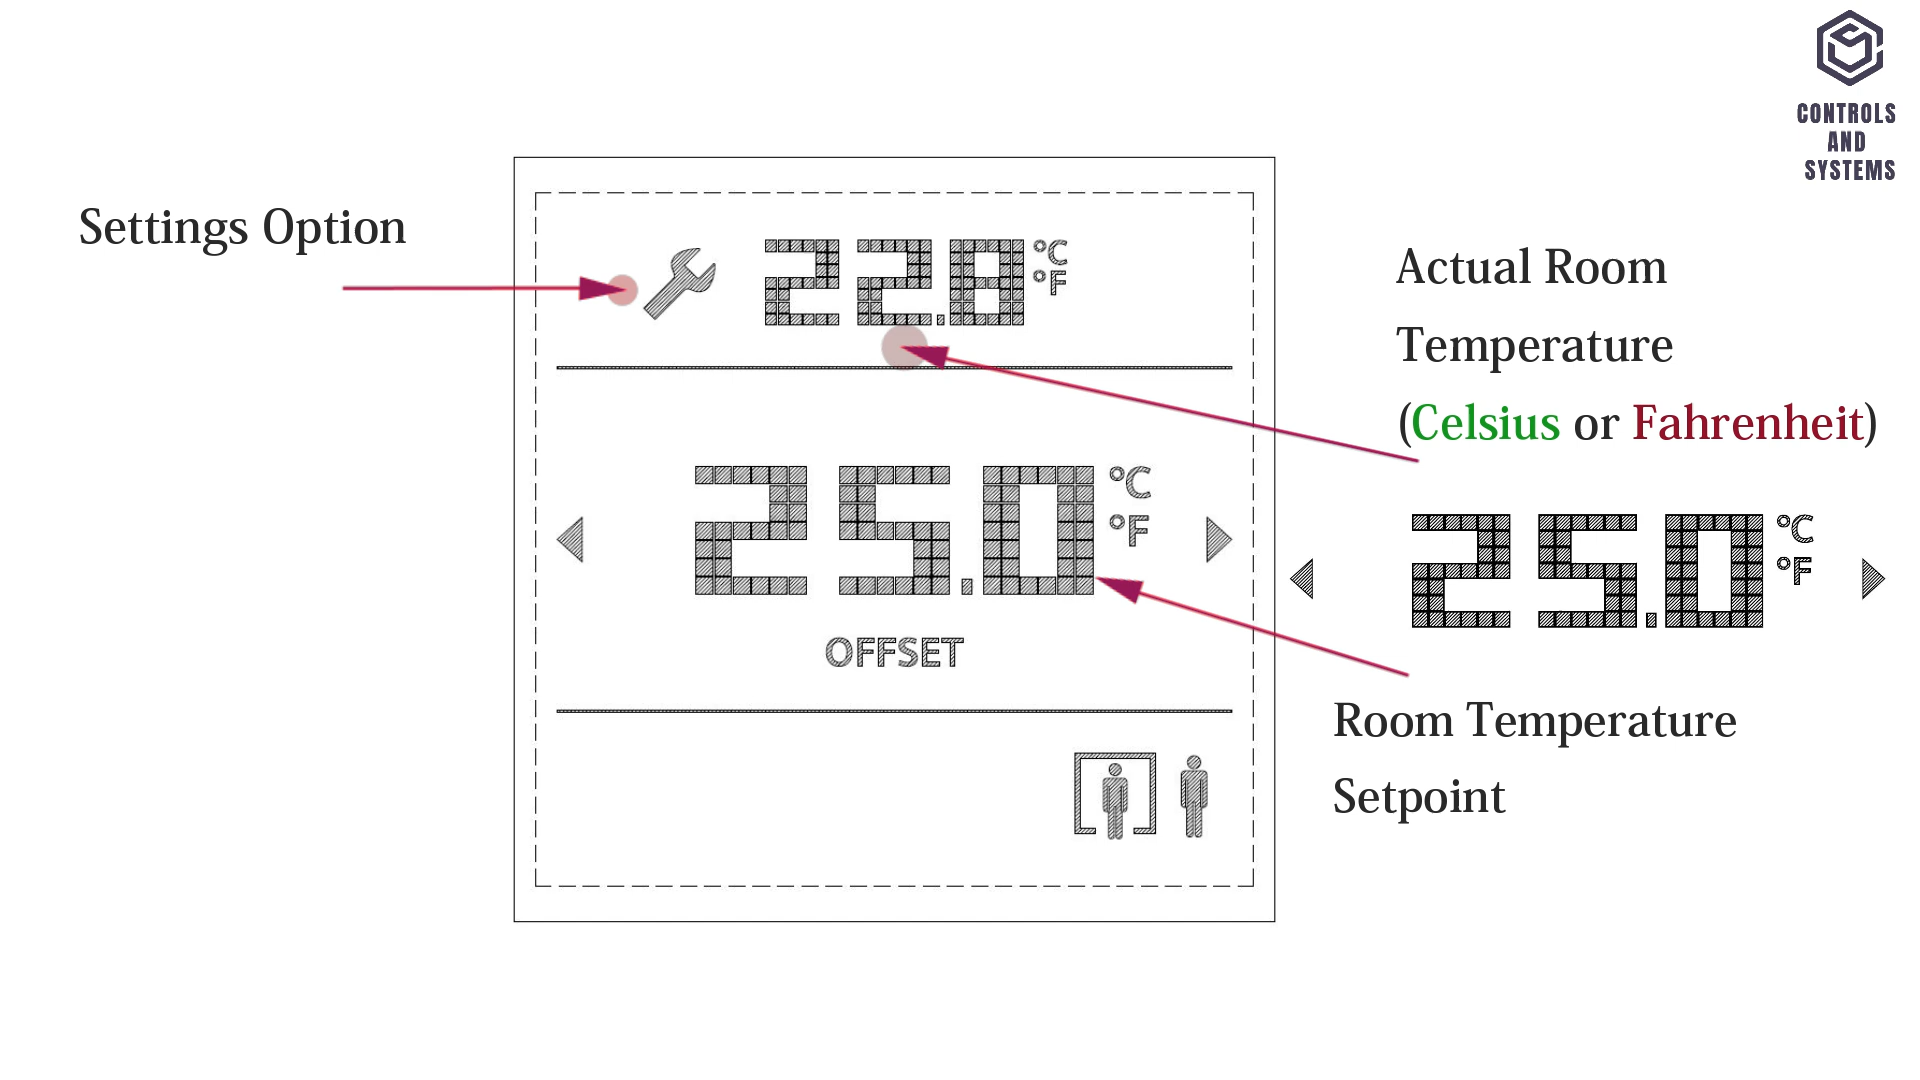 CONTROLS
AND
SYSTEMS
Settings Option
22.8 °C
°F
Actual Room
Temperature
(Celsius or Fahrenheit)
25.0 °C
°F
OFFSET
25.0 °C
°F
Room Temperature
Setpoint